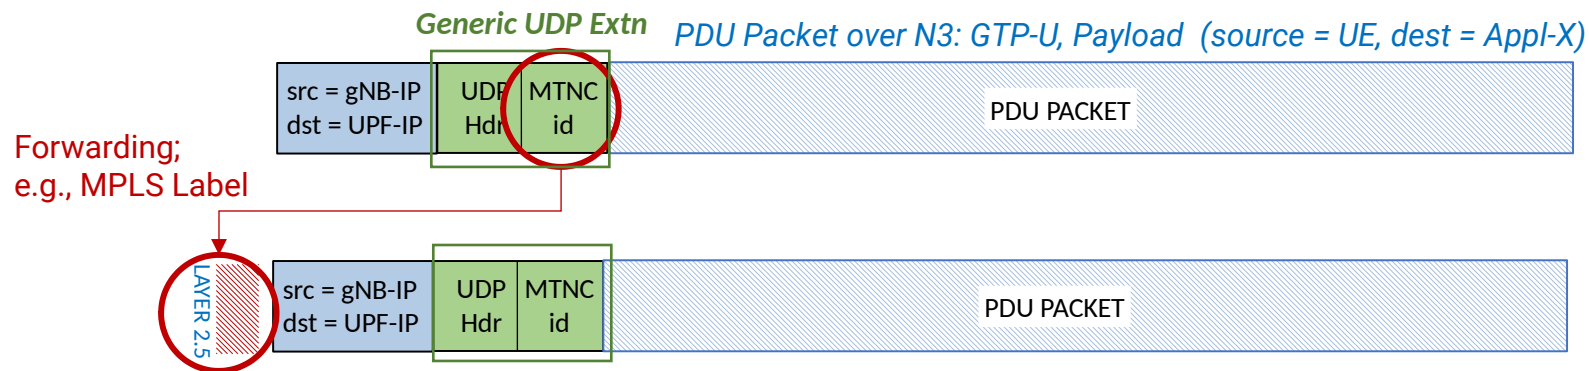 Generic UDP Extn
PDU Packet over N3: GTP-U, Payload (source = UE, dest = Appl-X)
src = gNB-IP
dst = UPF-IP
UDP
Hdr
MTNC
id
PDU PACKET
Forwarding;
e.g., MPLS Label
LAYER 2.5
src = gNB-IP
dst = UPF-IP
UDP
Hdr
MTNC
id
PDU PACKET